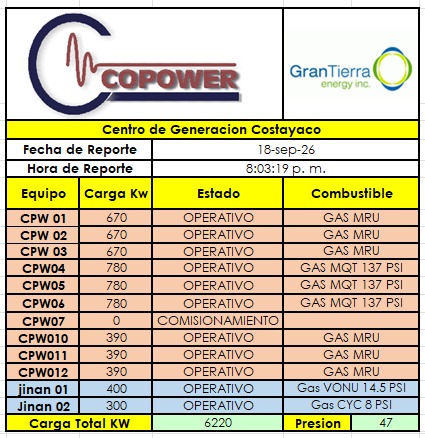 COPOWER
GranTierra
energy inc.
Centro de Generacion Costayaco
Fecha de Reporte 18-sep-26
Hora de Reporte 8:03:19 p. m.
Equipo Carga Kw Estado Combustible
CPW 01 670 OPERATIVO GAS MRU
CPW 02 670 OPERATIVO GAS MRU
CPW 03 670 OPERATIVO GAS MRU
CPW04 780 OPERATIVO GAS MQT 137 PSI
CPW05 780 OPERATIVO GAS MQT 137 PSI
CPW06 780 OPERATIVO GAS MQT 137 PSI
CPW07 0 COMISIONAMIENTO
CPW010 390 OPERATIVO GAS MRU
CPW011 390 OPERATIVO GAS MRU
CPW012 390 OPERATIVO GAS MRU
jinan 01 400 OPERATIVO Gas VONU 14.5 PSI
Jinan 02 300 OPERATIVO Gas CYC 8 PSI
Carga Total KW 6220 Presion 47